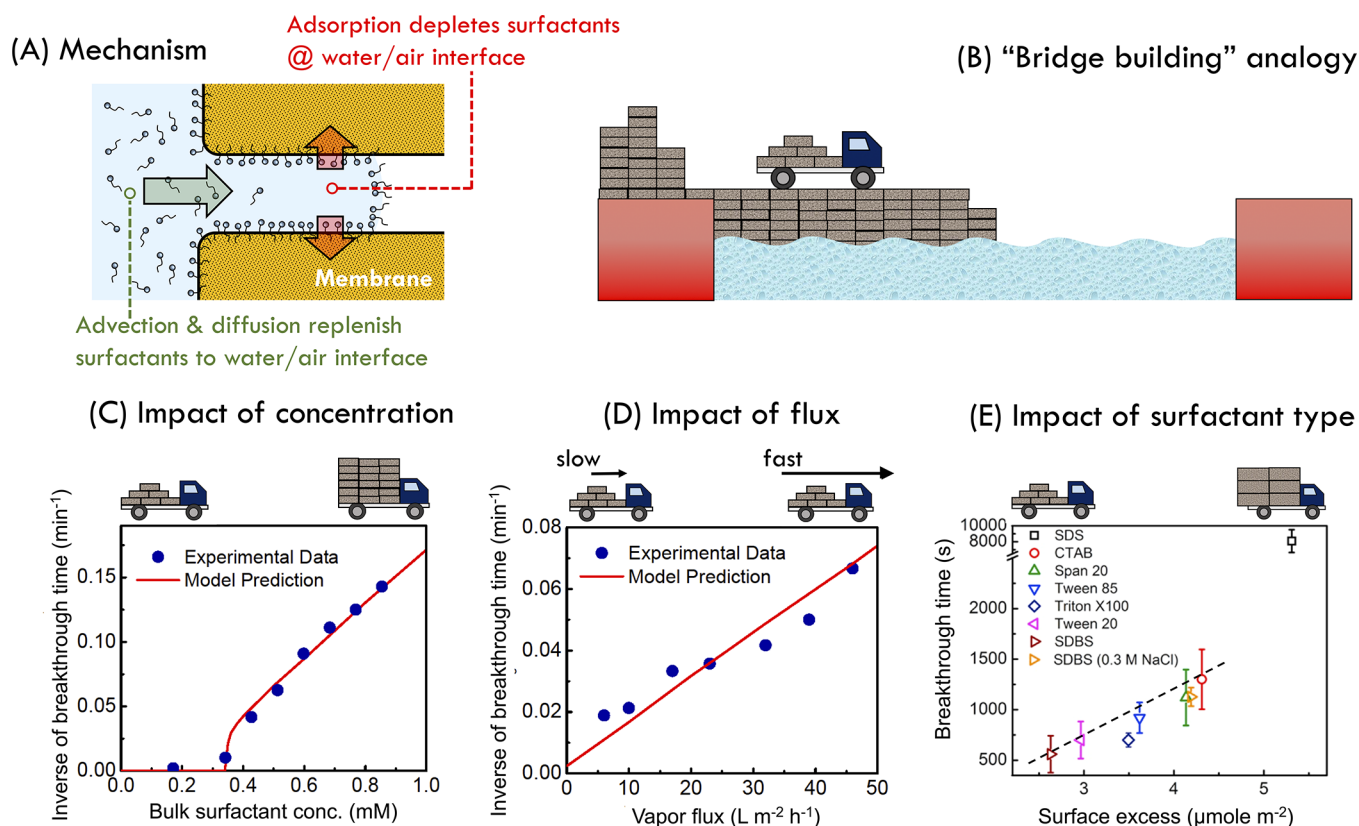 (A) Mechanism
Adsorption depletes surfactants
@ water/air interface
Membrane
Advection & diffusion replenish
surfactants to water/air interface
(B) “Bridge building” analogy
(C) Impact of concentration
Inverse of breakthrough time (min⁻¹)
Experimental Data
Model Prediction
0.15
0.10
0.05
0.00
0.0 0.2 0.4 0.6 0.8 1.0
Bulk surfactant conc. (mM)
(D) Impact of flux
slow
fast
Inverse of breakthrough time (min⁻¹)
Experimental Data
Model Prediction
0.08
0.06
0.04
0.02
0.00
0 10 20 30 40 50
Vapor flux (L m⁻² h⁻¹)
(E) Impact of surfactant type
Breakthrough time (s)
10000
8000
2000
1500
1000
500
SDS
CTAB
Span 20
Tween 85
Triton X100
Tween 20
SDBS
SDBS (0.3 M NaCl)
3 4 5
Surface excess (μmole m⁻²)